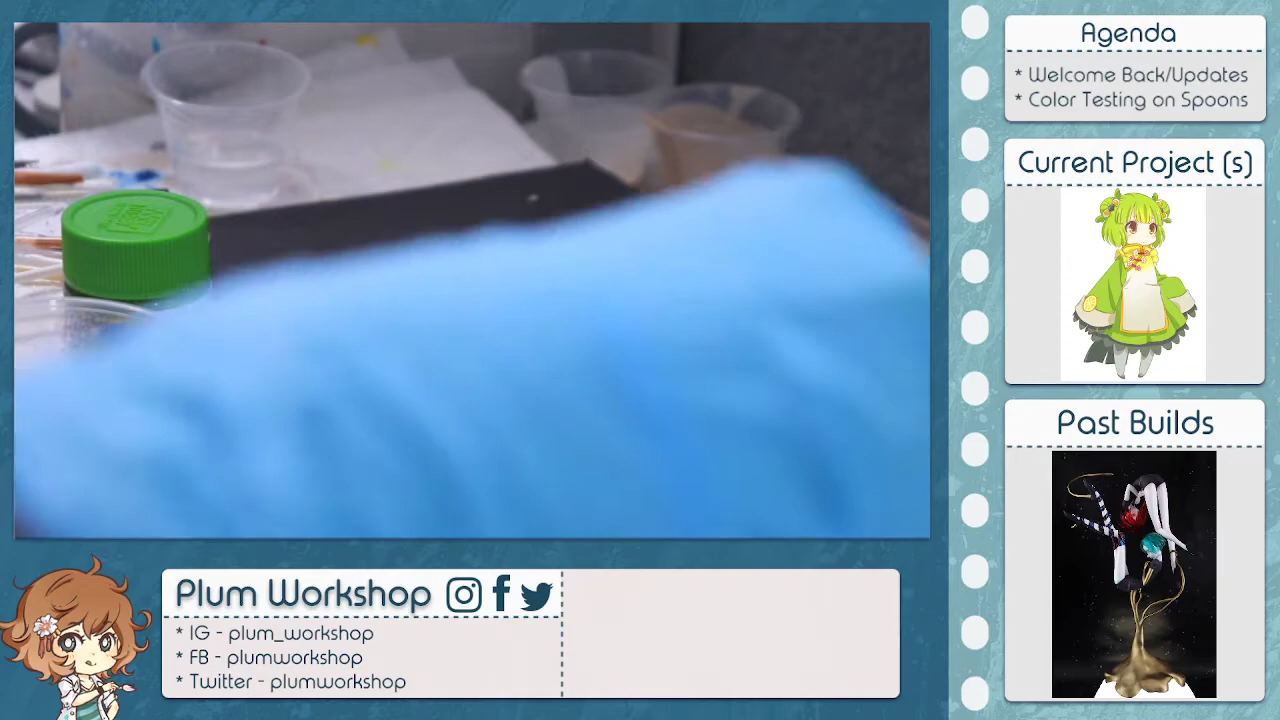 Agenda
* Welcome Back/Updates
* Color Testing on Spoons
Current Project (s)
Past Builds
Plum Workshop
* IG - plum_workshop
* FB - plumworkshop
* Twitter - plumworkshop